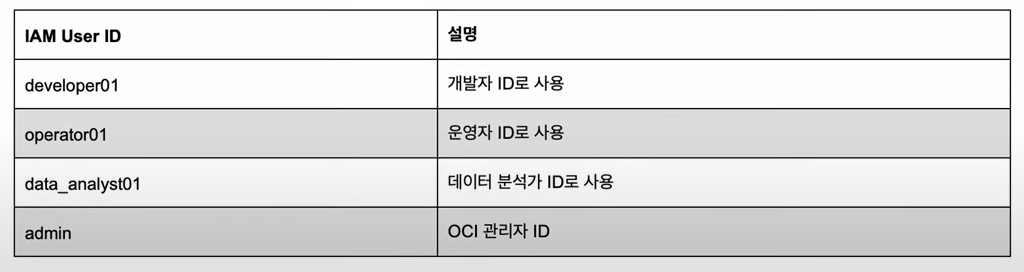 IAM User ID 설명
developer01 개발자 ID로 사용
operator01 운영자 ID로 사용
data_analyst01 데이터 분석가 ID로 사용
admin OCI 관리자 ID